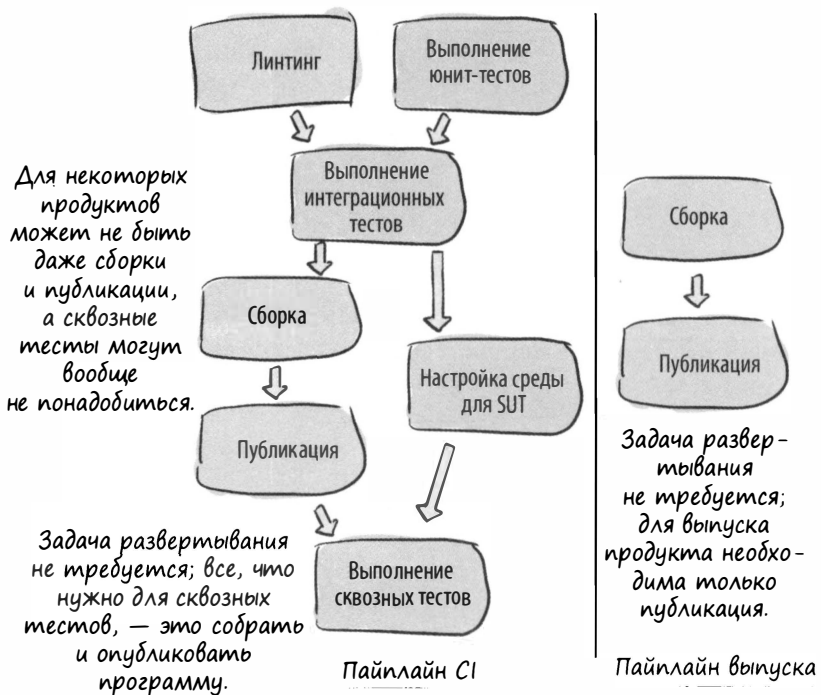 Линтинг
Выполнение
юнит-тестов
Выполнение
интеграционных
тестов
Для некоторых
продуктов
может не быть
даже сборки
и публикации,
а сквозные
тесты могут
вообще
не понадобиться.
Сборка
Настройка среды
для SUT
Публикация
Задача развертывания
не требуется; все, что
нужно для сквозных
тестов, — это собрать
и опубликовать
программу.
Выполнение
сквозных тестов
Пайплайн CI
Сборка
Публикация
Задача развер-
тывания
не требуется;
для выпуска
продукта необхо-
дима только
публикация.
Пайплайн выпуска